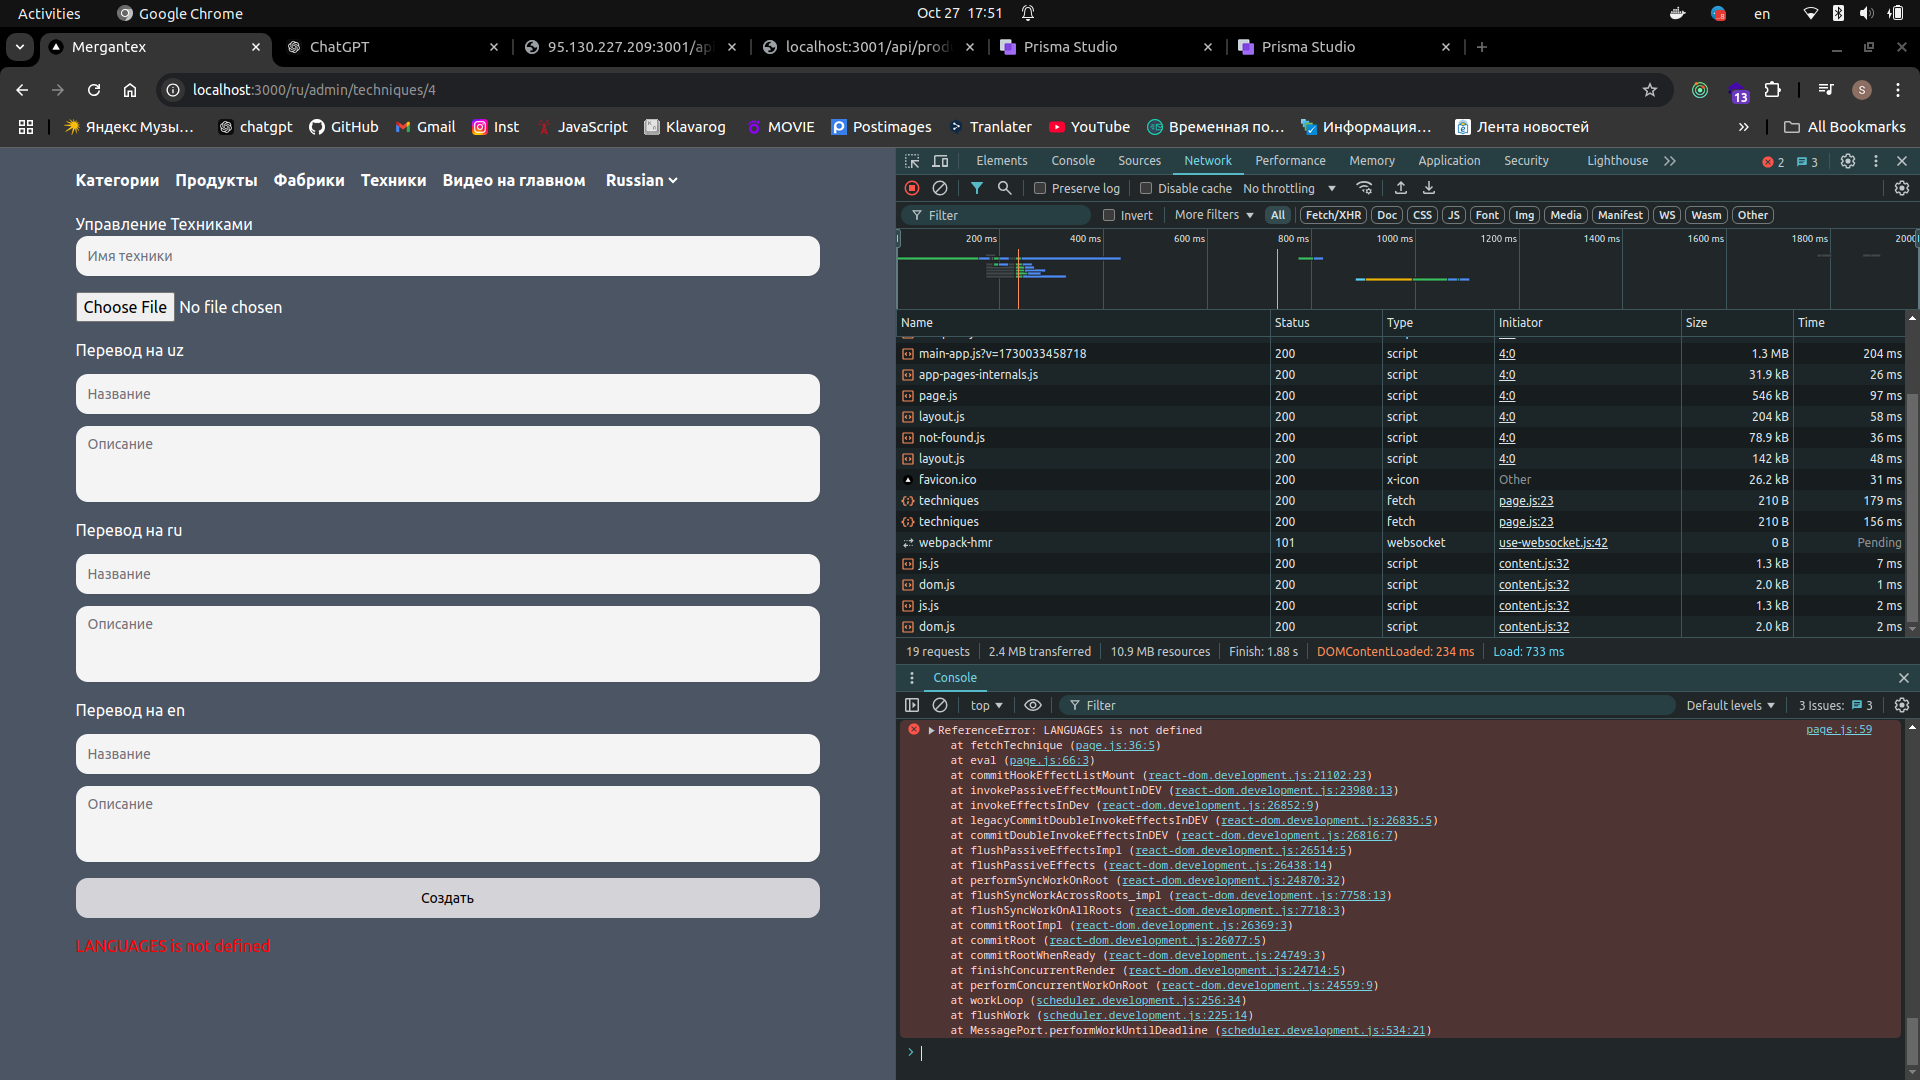 Activities
Google Chrome
Oct 27 17:51
en
Mergantex
ChatGPT
95.130.227.209:3001/ap
localhost:3001/api/prod
Prisma Studio
Prisma Studio
localhost:3000/ru/admin/techniques/4
13
S
Яндекс Музы...
chatgpt
GitHub
Gmail
Inst
JavaScript
Klavarog
MOVIE
Postimages
Tranlater
YouTube
Временная по...
Информация...
Лента новостей
All Bookmarks
Категории Продукты Фабрики Техники Видео на главном Russian
Управление Техниками
Имя техники
Choose File No file chosen
Перевод на uz
Название
Описание
Перевод на ru
Название
Описание
Перевод на en
Название
Описание
Создать
LANGUAGES is not defined
Elements Console Sources Network Performance Memory Application Security Lighthouse 2 3
Preserve log Disable cache No throttling
Filter Invert More filters All Fetch/XHR Doc CSS JS Font Img Media Manifest WS Wasm Other
200 ms 400 ms 600 ms 800 ms 1000 ms 1200 ms 1400 ms 1600 ms 1800 ms 2000
Name Status Type Initiator Size Time
main-app.js?v=1730033458718 200 script 4:0 1.3 MB 204 ms
app-pages-internals.js 200 script 4:0 31.9 kB 26 ms
page.js 200 script 4:0 546 kB 97 ms
layout.js 200 script 4:0 204 kB 58 ms
not-found.js 200 script 4:0 78.9 kB 36 ms
layout.js 200 script 4:0 142 kB 48 ms
favicon.ico 200 x-icon Other 26.2 kB 31 ms
techniques 200 fetch page.js:23 210 B 179 ms
techniques 200 fetch page.js:23 210 B 156 ms
webpack-hmr 101 websocket use-websocket.js:42 0 B Pending
js.js 200 script content.js:32 1.3 kB 7 ms
dom.js 200 script content.js:32 2.0 kB 1 ms
js.js 200 script content.js:32 1.3 kB 2 ms
dom.js 200 script content.js:32 2.0 kB 2 ms
19 requests 2.4 MB transferred 10.9 MB resources Finish: 1.88 s DOMContentLoaded: 234 ms Load: 733 ms
Console
top Filter Default levels 3 Issues: 3
ReferenceError: LANGUAGES is not defined page.js:59
at fetchTechnique (page.js:36:5)
at eval (page.js:66:3)
at commitHookEffectListMount (react-dom.development.js:21102:23)
at invokePassiveEffectMountInDEV (react-dom.development.js:23980:13)
at invokeEffectsInDev (react-dom.development.js:26852:9)
at legacyCommitDoubleInvokeEffectsInDEV (react-dom.development.js:26835:5)
at commitDoubleInvokeEffectsInDEV (react-dom.development.js:26816:7)
at flushPassiveEffectsImpl (react-dom.development.js:26514:5)
at flushPassiveEffects (react-dom.development.js:26438:14)
at performSyncWorkOnRoot (react-dom.development.js:24870:32)
at flushSyncWorkAcrossRoots_impl (react-dom.development.js:7758:13)
at flushSyncWorkOnAllRoots (react-dom.development.js:7718:3)
at commitRootImpl (react-dom.development.js:26369:3)
at commitRoot (react-dom.development.js:26077:5)
at commitRootWhenReady (react-dom.development.js:24749:3)
at finishConcurrentRender (react-dom.development.js:24714:5)
at performConcurrentWorkOnRoot (react-dom.development.js:24559:9)
at workLoop (scheduler.development.js:256:34)
at flushWork (scheduler.development.js:225:14)
at MessagePort.performWorkUntilDeadline (scheduler.development.js:534:21)